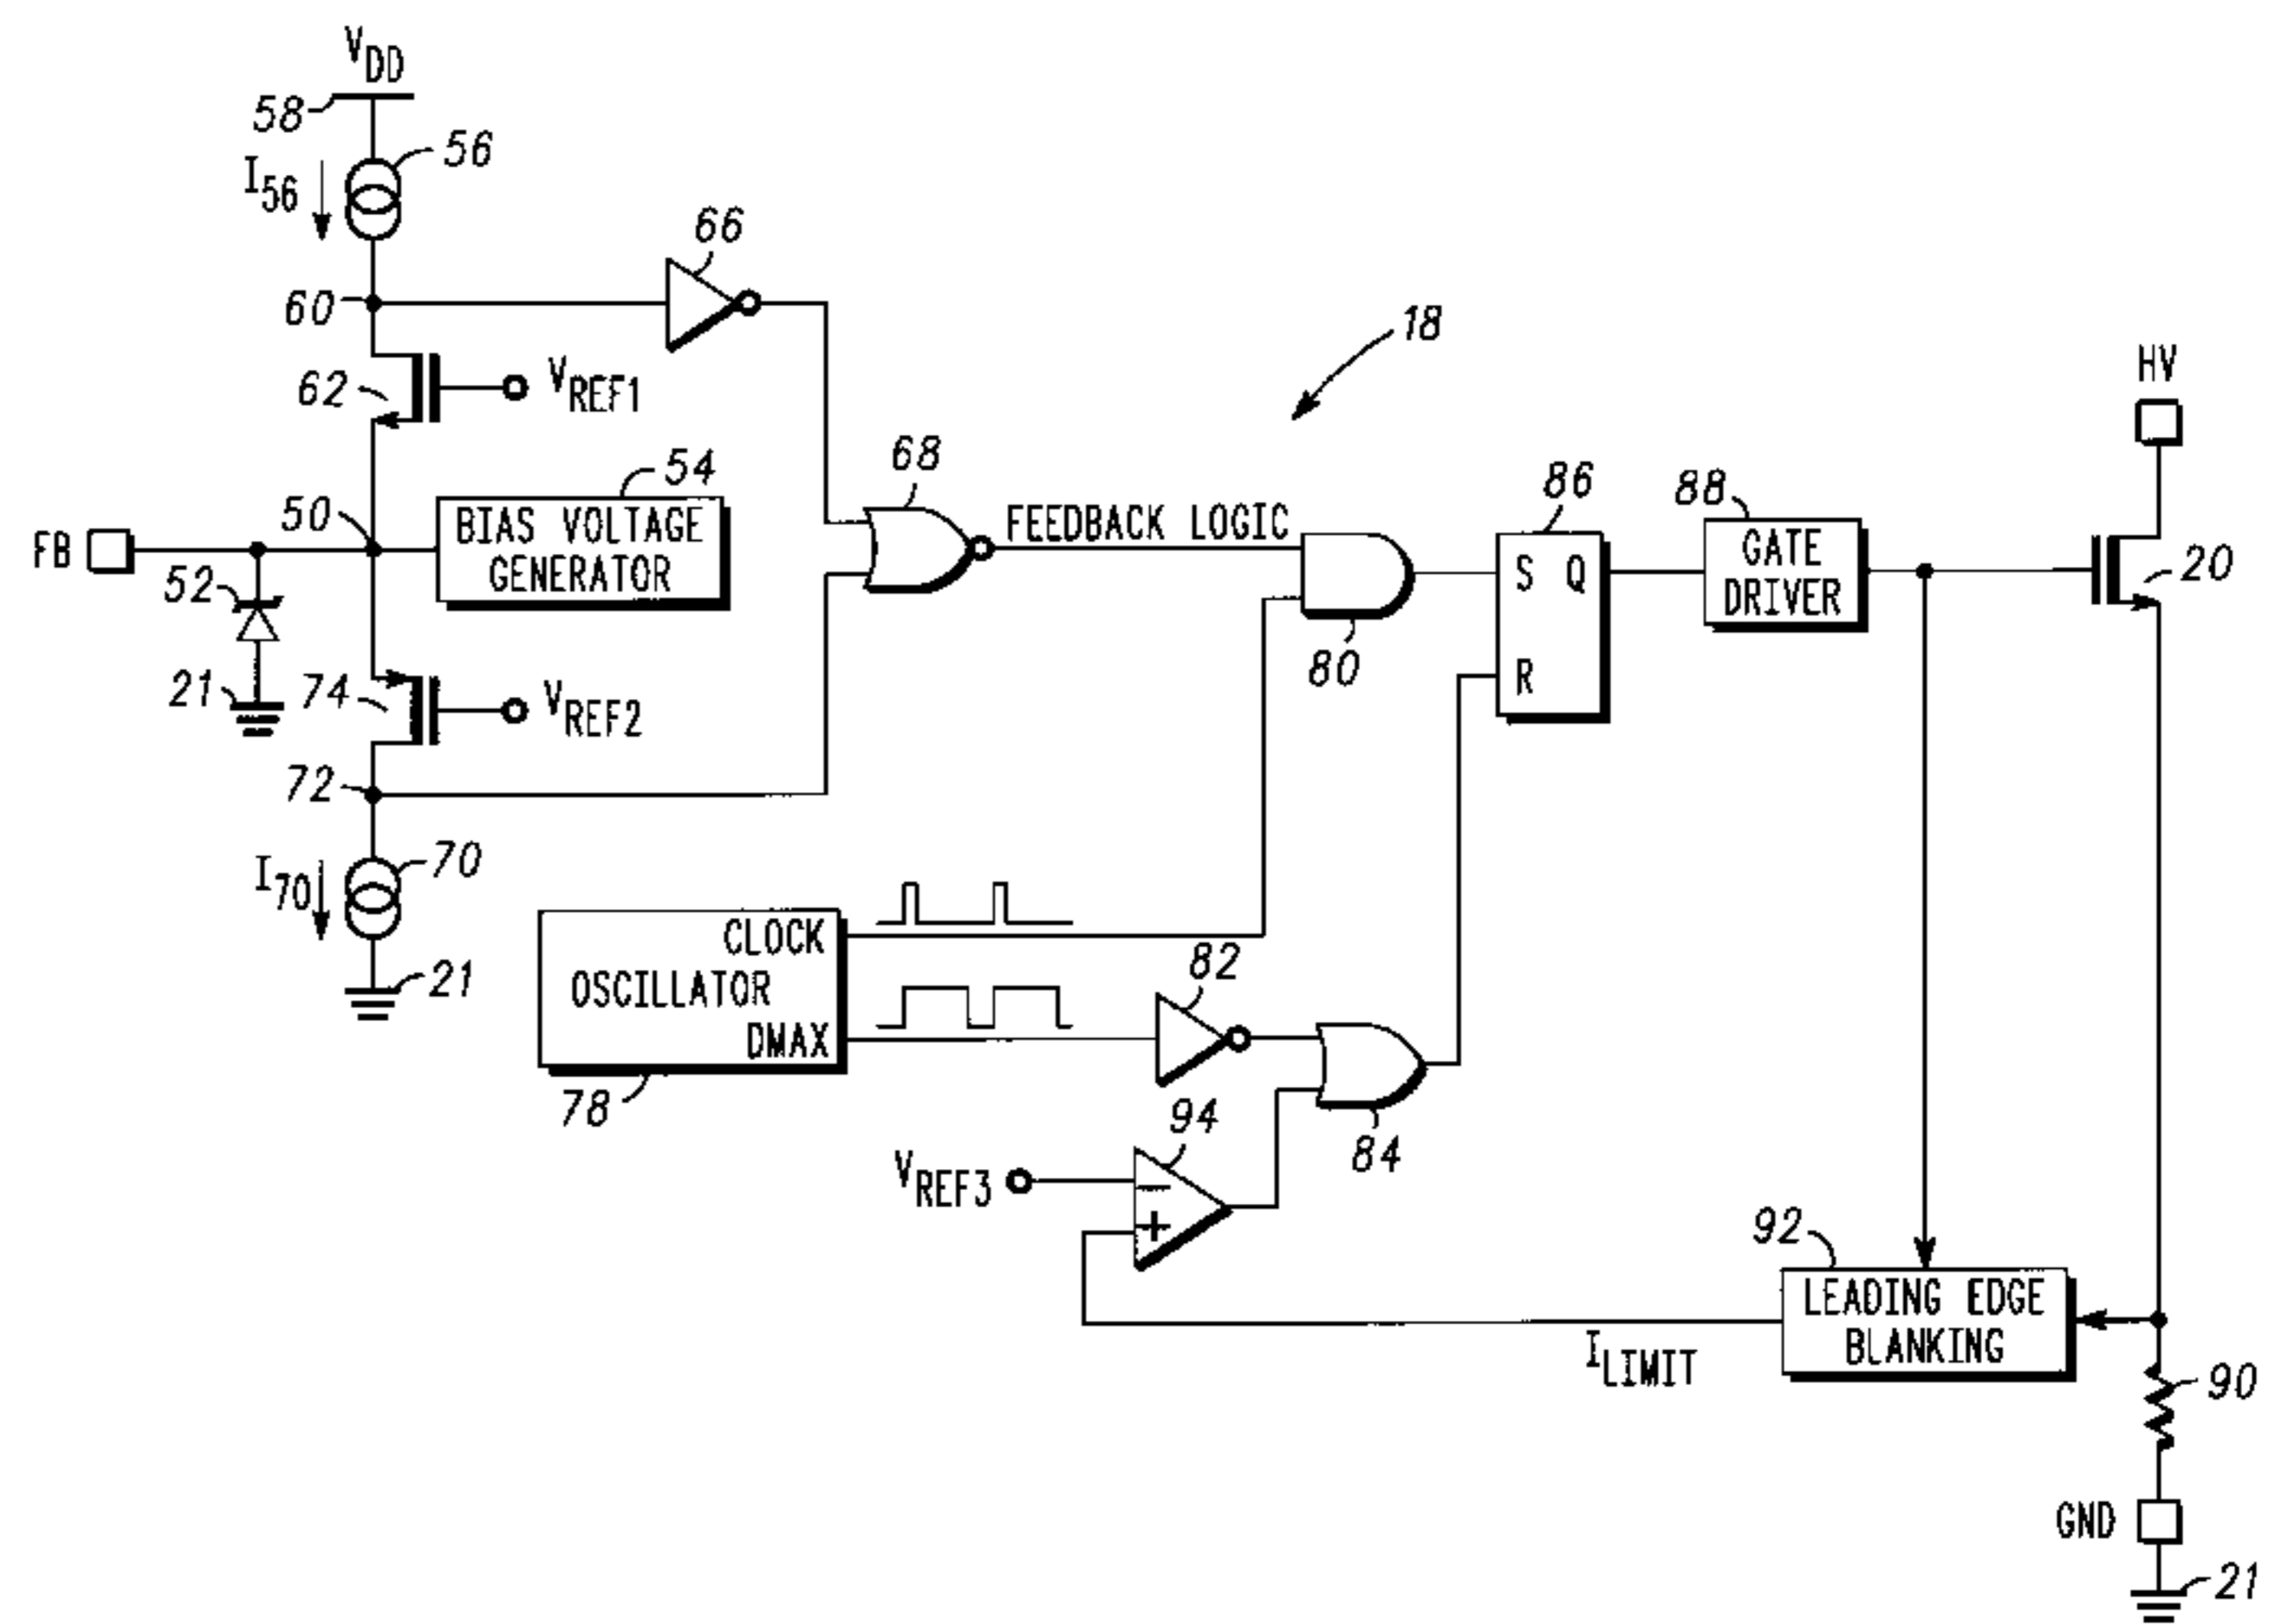 VDD
58
56
I56
66
60
18
62
VREF1
HV
68
54
86
88
50
FB
BIAS VOLTAGE
GENERATOR
FEEDBACK LOGIC
S Q
GATE
DRIVER
20
52
80
21
74
VREF2
R
72
I70
70
CLOCK
82
21
OSCILLATOR
DMAX
78
94
84
VREF3
−
+
92
LEADING EDGE
BLANKING
ILIMIT
90
GND
21